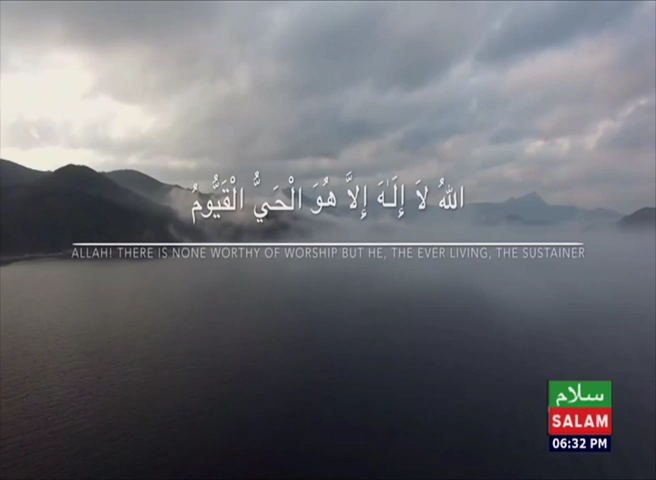 اللهُ لاَ إِلَـٰهَ إِلاَّ هُوَ الْحَيُّ الْقَيُّومُ
ALLAH! THERE IS NONE WORTHY OF WORSHIP BUT HE, THE EVER LIVING, THE SUSTAINER
سلام
SALAM
06:32 PM